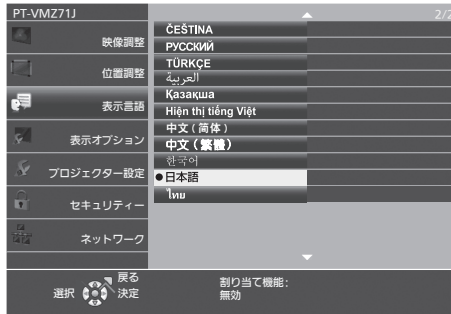 PT-VMZ71J
2/2
映像調整
位置調整
表示言語
表示オプション
プロジェクター設定
セキュリティー
ネットワーク
ČEŠTINA
РУССКИЙ
TÜRKÇE
العربية
Қазақша
Hiện thị tiếng Việt
中文(简体)
中文(繁體)
한국어
●日本語
ไทย
選択
戻る
決定
割り当て機能:
無効